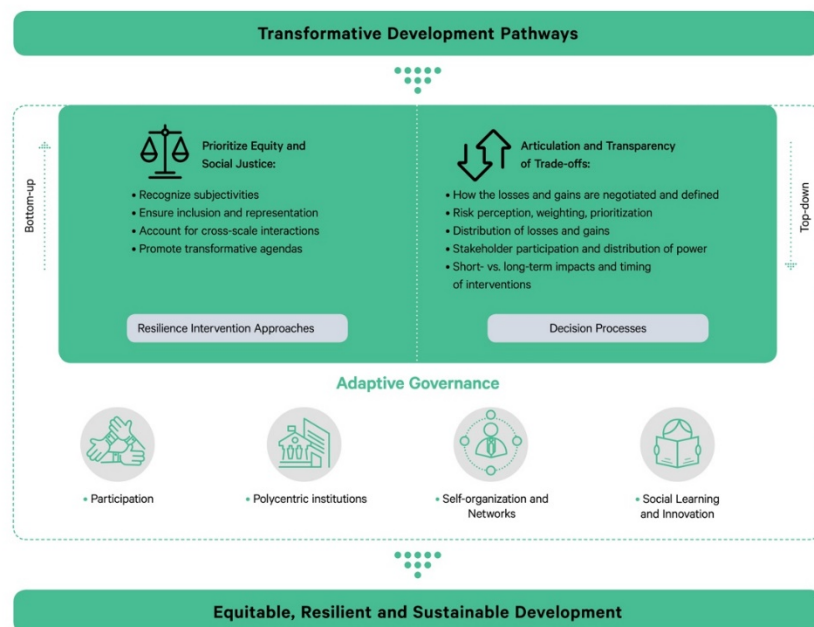 Transformative Development Pathways
Bottom-up
Prioritize Equity and
Social Justice:
• Recognize subjectivities
• Ensure inclusion and representation
• Account for cross-scale interactions
• Promote transformative agendas
Resilience Intervention Approaches
Articulation and Transparency
of Trade-offs:
• How the losses and gains are negotiated and defined
• Risk perception, weighting, prioritization
• Distribution of losses and gains
• Stakeholder participation and distribution of power
• Short- vs. long-term impacts and timing
of interventions
Decision Processes
Top-down
Adaptive Governance
• Participation
• Polycentric institutions
• Self-organization and
Networks
• Social Learning
and Innovation
Equitable, Resilient and Sustainable Development